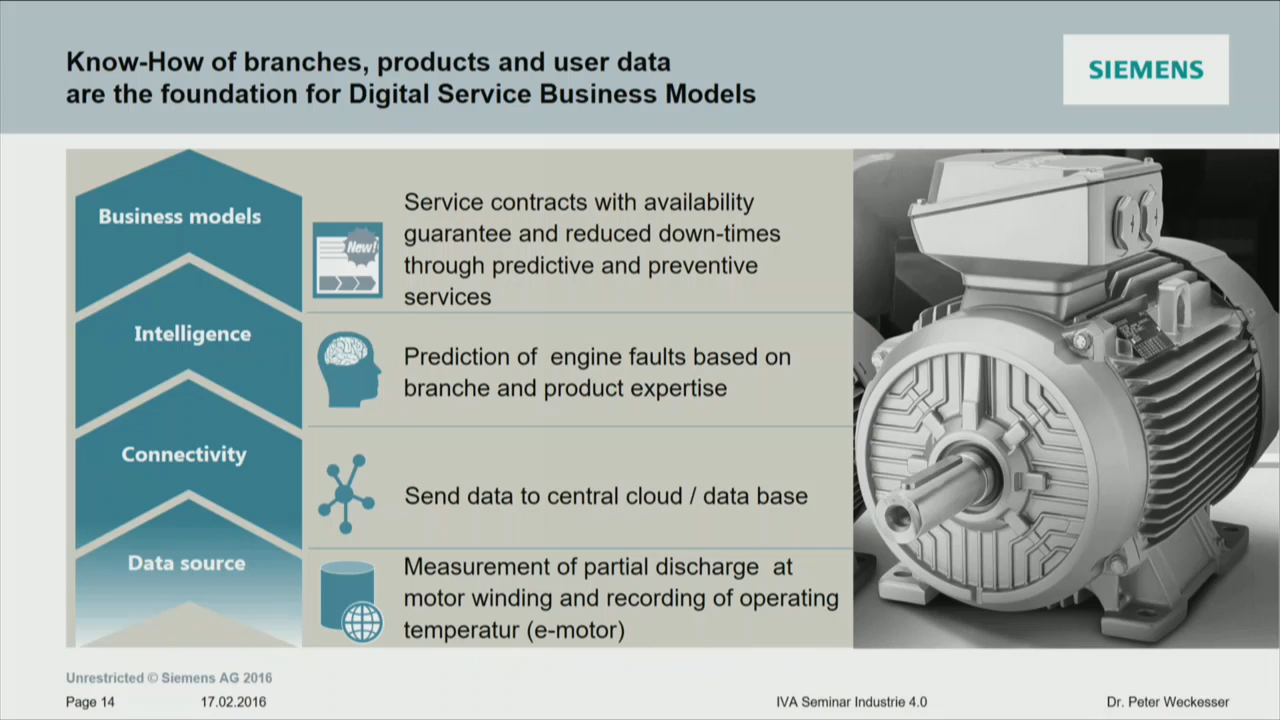 Know-How of branches, products and user data
are the foundation for Digital Service Business Models
SIEMENS
Business models
New!
Service contracts with availability
guarantee and reduced down-times
through predictive and preventive
services
Intelligence
Prediction of  engine faults based on
branche and product expertise
Connectivity
Send data to central cloud / data base
Data source
Measurement of partial discharge  at
motor winding and recording of operating
temperatur (e-motor)
Unrestricted © Siemens AG 2016
Page 14
17.02.2016
IVA Seminar Industrie 4.0
Dr. Peter Weckesser